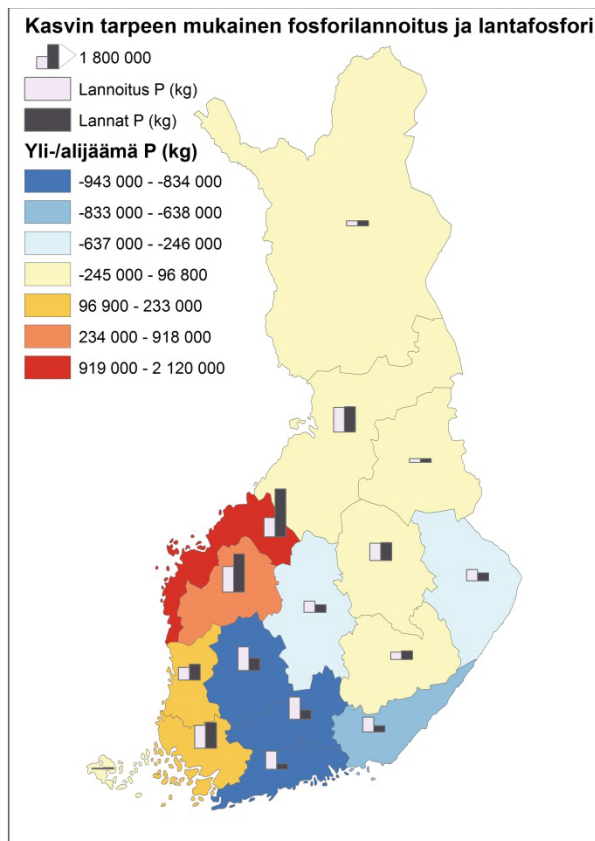 Kasvin tarpeen mukainen fosforilannoitus ja lantafosfori
1 800 000
Lannoitus P (kg)
Lannat P (kg)
Yli-/alijäämä P (kg)
-943 000 - -834 000
-833 000 - -638 000
-637 000 - -246 000
-245 000 - 96 800
96 900 - 233 000
234 000 - 918 000
919 000 - 2 120 000